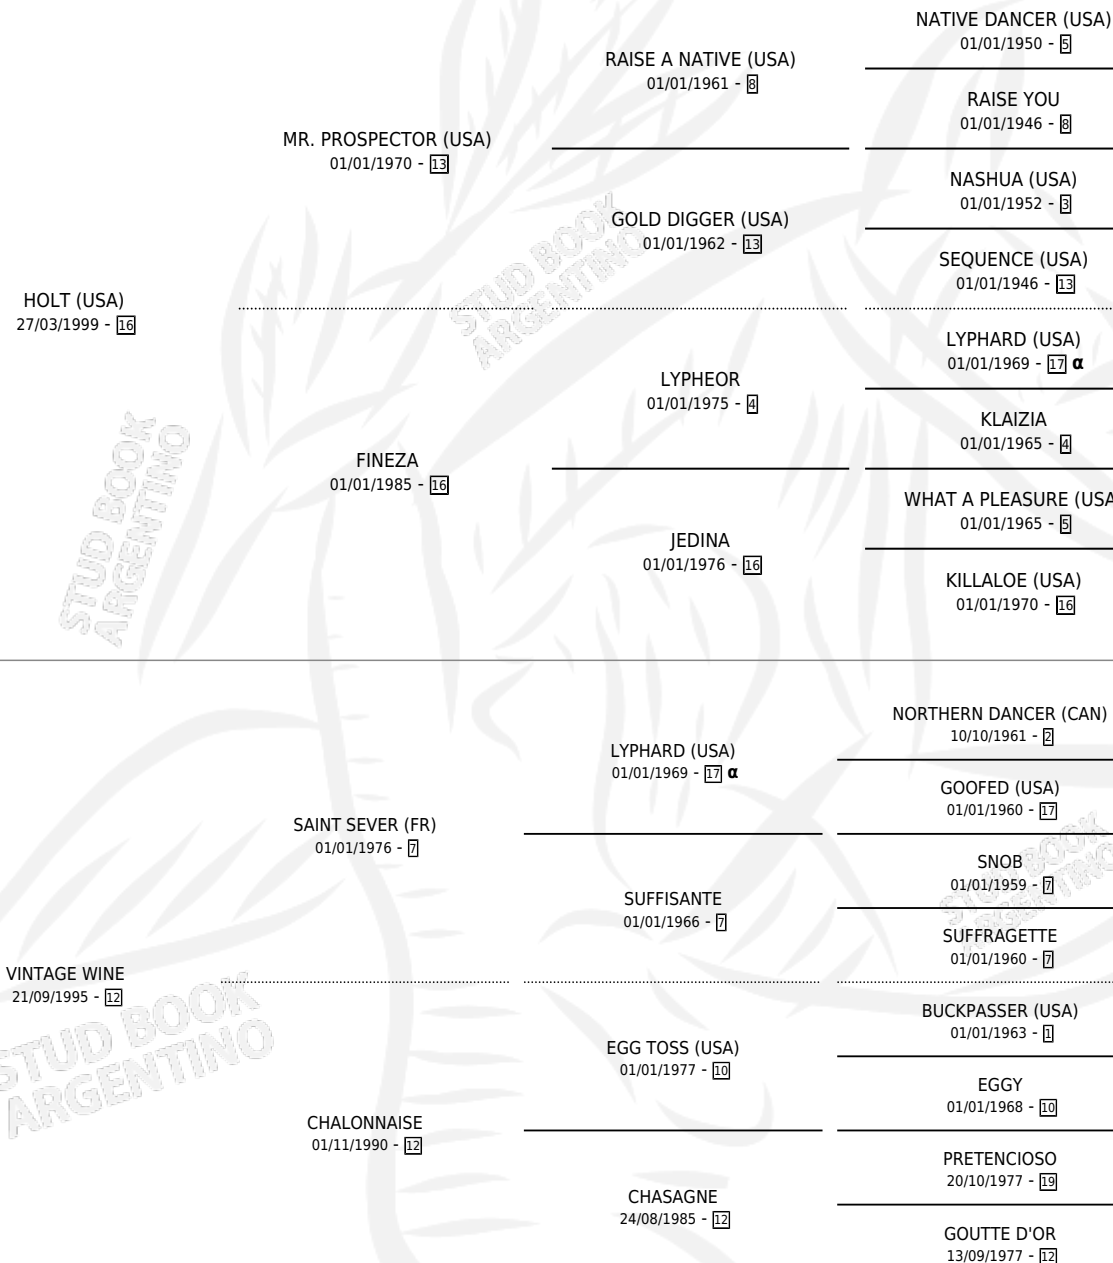 NATIVE DANCER (USA)
01/01/1950 - 5
RAISE A NATIVE (USA)
01/01/1961 - 8
RAISE YOU
01/01/1946 - 8
MR. PROSPECTOR (USA)
01/01/1970 - 13
NASHUA (USA)
01/01/1952 - 3
GOLD DIGGER (USA)
01/01/1962 - 13
SEQUENCE (USA)
01/01/1946 - 13
HOLT (USA)
27/03/1999 - 16
LYPHARD (USA)
01/01/1969 - 17 α
LYPHEOR
01/01/1975 - 4
KLAIZIA
01/01/1965 - 4
FINEZA
01/01/1985 - 16
WHAT A PLEASURE (USA
01/01/1965 - 5
JEDINA
01/01/1976 - 16
KILLALOE (USA)
01/01/1970 - 16
NORTHERN DANCER (CAN)
10/10/1961 - 2
LYPHARD (USA)
01/01/1969 - 17 α
GOOFED (USA)
01/01/1960 - 17
SAINT SEVER (FR)
01/01/1976 - 7
SNOB
01/01/1959 - 7
SUFFISANTE
01/01/1966 - 7
SUFFRAGETTE
01/01/1960 - 7
VINTAGE WINE
21/09/1995 - 12
BUCKPASSER (USA)
01/01/1963 - 1
EGG TOSS (USA)
01/01/1977 - 10
EGGY
01/01/1968 - 10
CHALONNAISE
01/11/1990 - 12
PRETENCIOSO
20/10/1977 - 19
CHASAGNE
24/08/1985 - 12
GOUTTE D'OR
13/09/1977 - 12
STUD BOOK
ARGENTINO
STUD BOOK
ARGENTINO
STUD BOOK
ARGENTINO
STUD BOOK
ARGENTINO